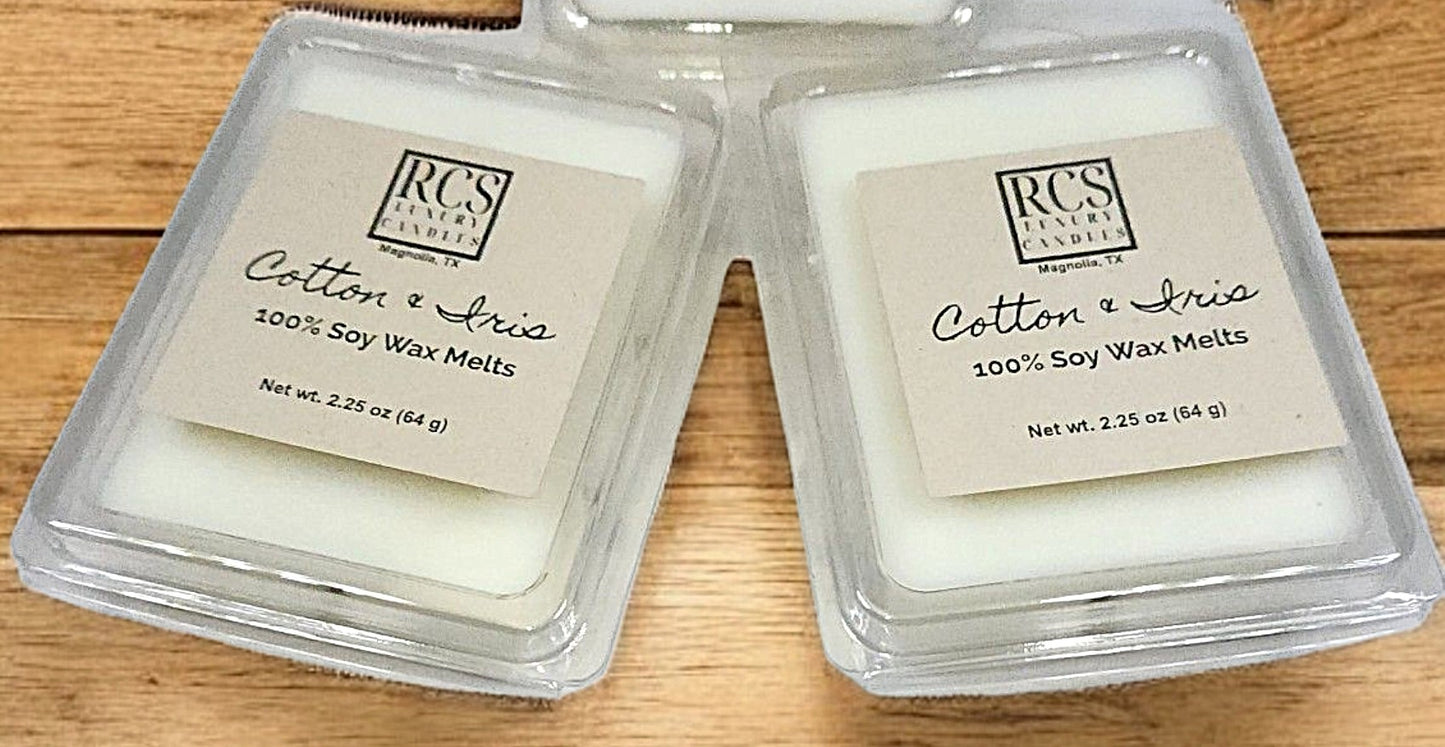 RCS
LUXURY
CANDLES
Magnolia, TX
Cotton & Iris
100% Soy Wax Melts
Net wt. 2.25 oz (64 g)
RCS
LUXURY
CANDLES
Magnolia, TX
Cotton & Iris
100% Soy Wax Melts
Net wt. 2.25 oz (64 g)